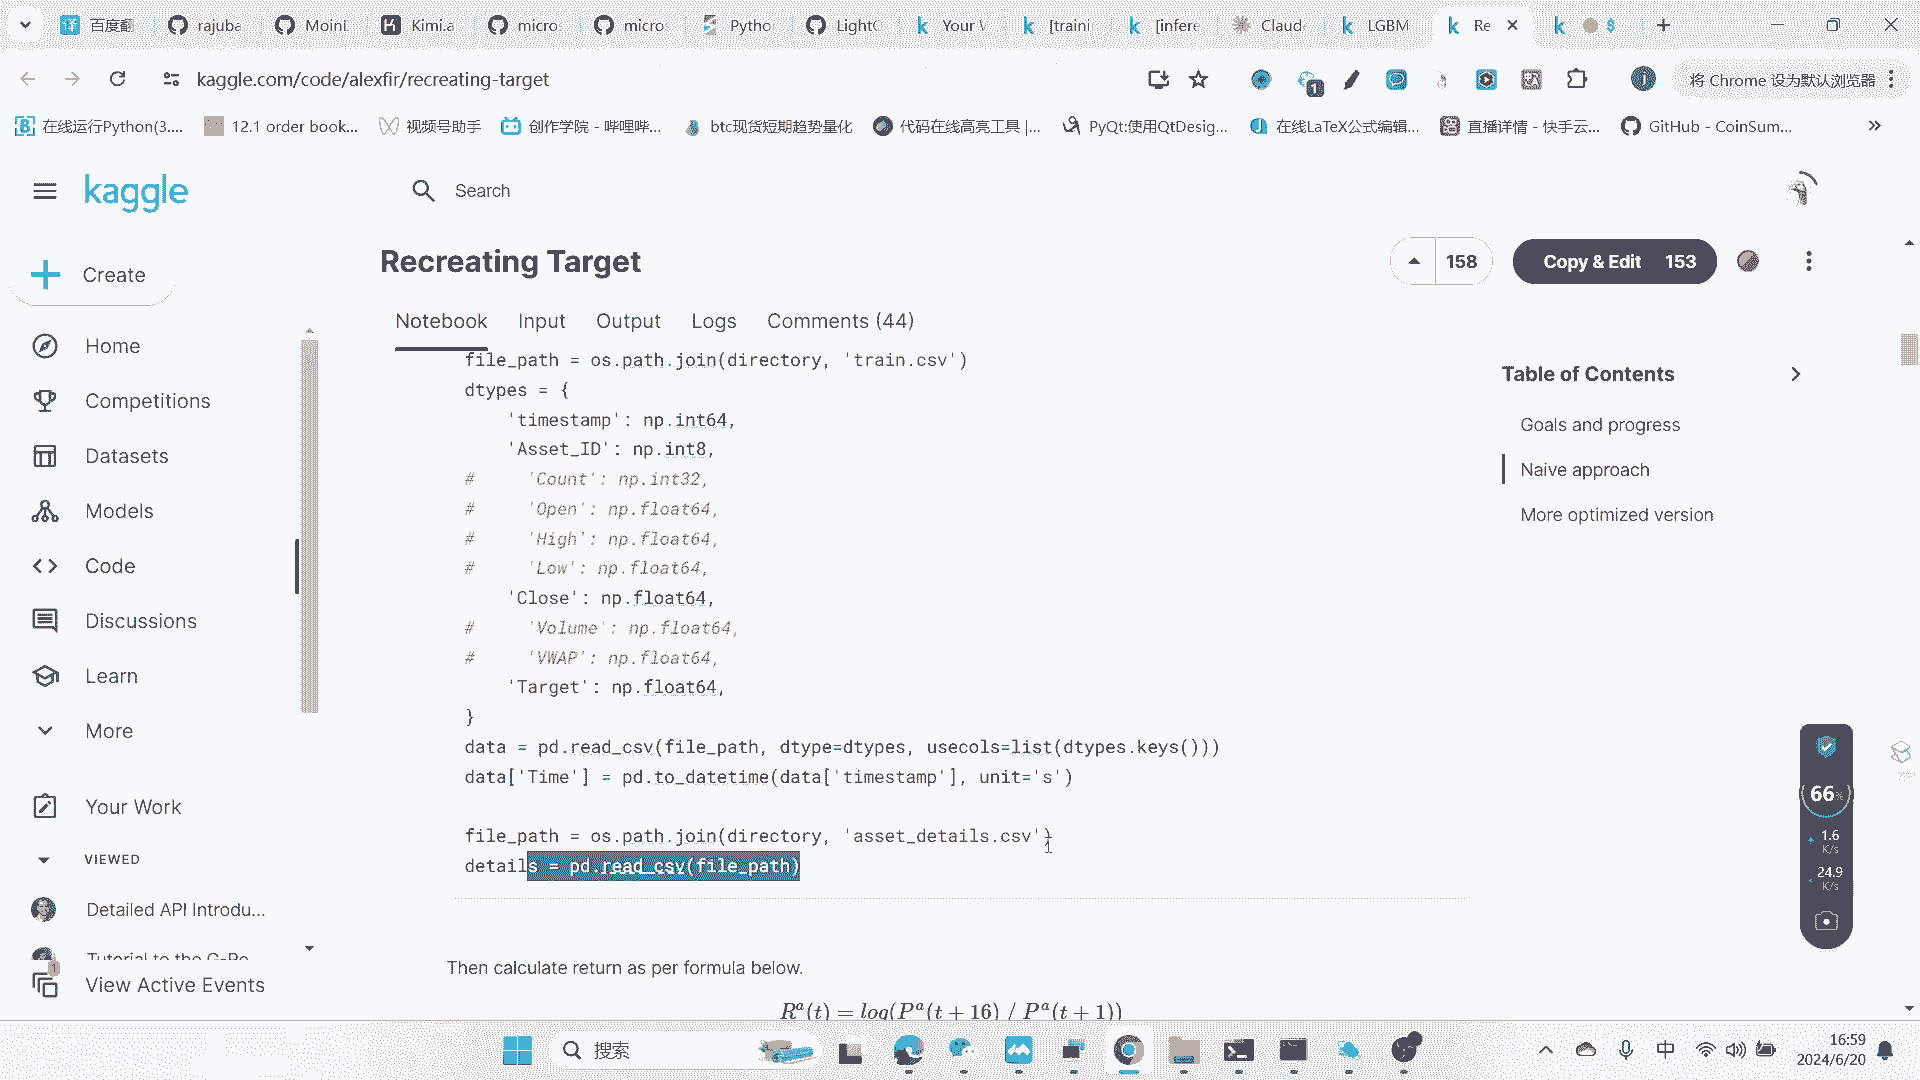 百度翻
rajuba
MoinD
Kimi.a
micros
micros
Pytho
LightG
Your W
[traini
[infere
Claud
LGBM
Re
$
kaggle.com/code/alexfir/recreating-target
1
将 Chrome 设为默认浏览器
在线运行Python(3....
12.1 order book...
视频号助手
创作学院 - 哔哩哔...
btc现货短期趋势量化
代码在线高亮工具 |...
PyQt:使用QtDesig...
在线LaTeX公式编辑...
直播详情 - 快手云...
GitHub - CoinSum...
»
kaggle
Search
Create
Home
Competitions
Datasets
Models
Code
Discussions
Learn
More
Your Work
VIEWED
Detailed API Introdu...
1
View Active Events
Recreating Target
158
Copy & Edit 153
Notebook Input Output Logs Comments (44)
file_path = os.path.join(directory, 'train.csv')
dtypes = {
'timestamp': np.int64,
'Asset_ID': np.int8,
# 'Count': np.int32,
# 'Open': np.float64,
# 'High': np.float64,
# 'Low': np.float64,
'Close': np.float64,
# 'Volume': np.float64,
# 'VWAP': np.float64,
'Target': np.float64,
}
data = pd.read_csv(file_path, dtype=dtypes, usecols=list(dtypes.keys()))
data['Time'] = pd.to_datetime(data['timestamp'], unit='s')
file_path = os.path.join(directory, 'asset_details.csv')
details = pd.read_csv(file_path)
Then calculate return as per formula below.
Rᵃ(t) = log(Pᵃ(t + 16) / Pᵃ(t + 1))
Table of Contents
Goals and progress
Naive approach
More optimized version
66%
1.6
K/s
24.9
K/s
搜索
中
16:59
2024/6/20